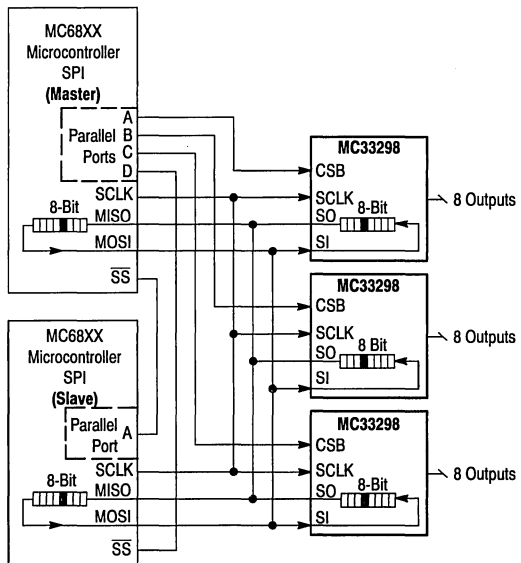 MC68XX
Microcontroller
SPI
(Master)
Parallel
Ports
A
B
C
D
SCLK
MISO
MOSI
SS
8-Bit
MC33298
CSB
SCLK
SO
SI
8-Bit
8 Outputs
MC33298
CSB
SCLK
SO
SI
8 Bit
8 Outputs
MC68XX
Microcontroller
SPI
(Slave)
Parallel
Port
A
SCLK
MISO
MOSI
SS
8-Bit
MC33298
CSB
SCLK
SO
SI
8-Bit
8 Outputs